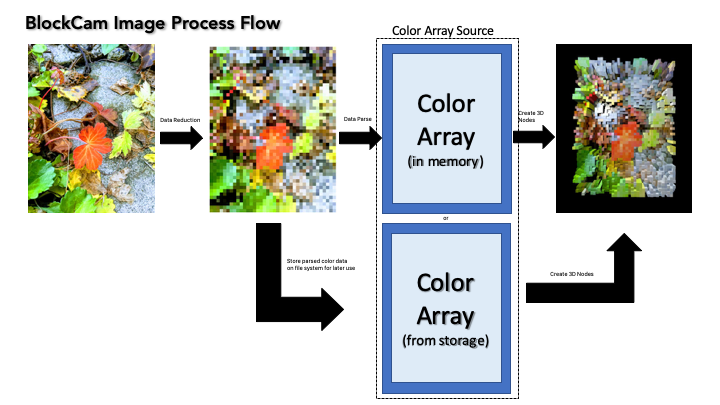 BlockCam Image Process Flow
Color Array Source
Data Reduction
Data Parse
Color
Array
(in memory)
Create 3D
Nodes
or
Store parsed color data
on file system for later use
Color
Array
(from storage)
Create 3D Nodes